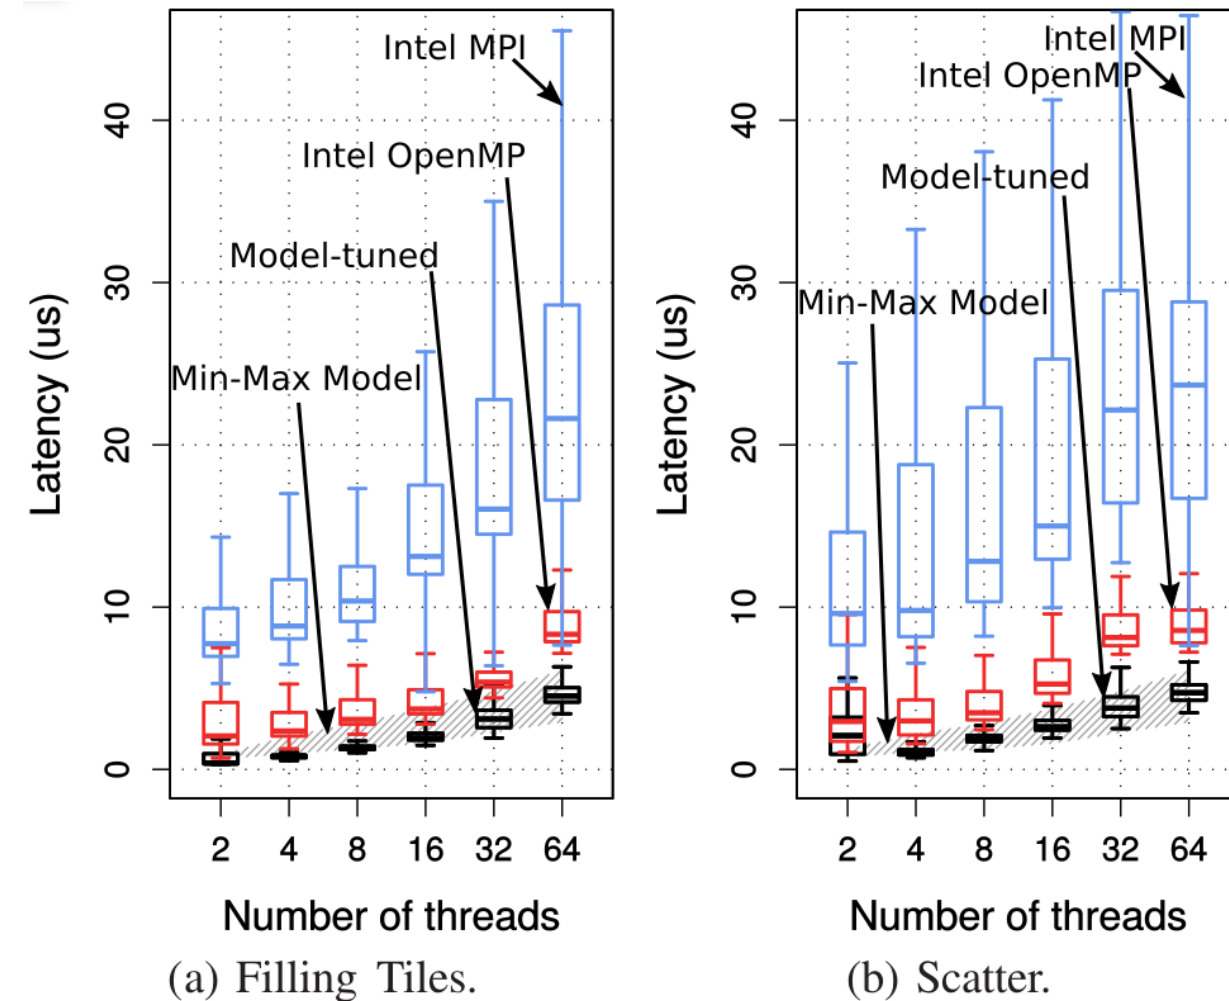 Latency (us)
40
30
20
10
0
Intel MPI
Intel OpenMP
Model-tuned
Min-Max Model
2 4 8 16 32 64
Number of threads
(a) Filling Tiles.
Latency (us)
40
30
20
10
0
Intel MPI
Intel OpenMP
Model-tuned
Min-Max Model
2 4 8 16 32 64
Number of threads
(b) Scatter.